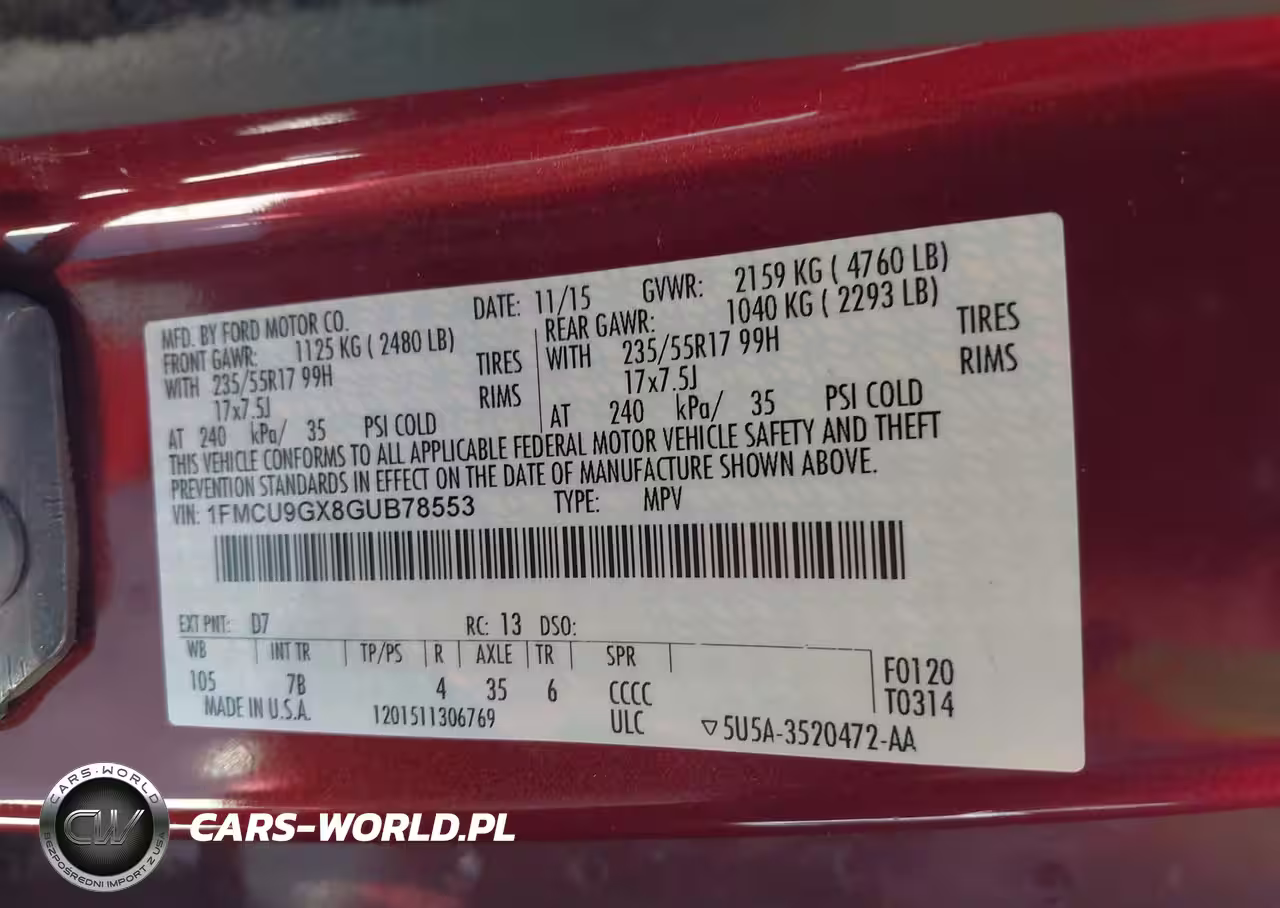 DATE: 11/15 GVWR: 2159 KG ( 4760 LB)
MFD. BY FORD MOTOR CO.
FRONT GAWR: 1125 KG ( 2480 LB) REAR GAWR: 1040 KG ( 2293 LB)
WITH 235/55R17 99H TIRES WITH 235/55R17 99H TIRES
17x7.5J RIMS 17x7.5J RIMS
AT 240 kPa/ 35 PSI COLD AT 240 kPa/ 35 PSI COLD
THIS VEHICLE CONFORMS TO ALL APPLICABLE FEDERAL MOTOR VEHICLE SAFETY AND THEFT
PREVENTION STANDARDS IN EFFECT ON THE DATE OF MANUFACTURE SHOWN ABOVE.
VIN: 1FMCU9GX8GUB78553 TYPE: MPV
EXT PNT: D7 RC: 13 DSO:
WB INT TR TP/PS R AXLE TR SPR
105 7B 4 35 6 CCCC
F0120
T0314
MADE IN U.S.A. 1201511306769 ULC ▽5U5A-3520472-AA
CARS-WORLD
CW
BEZPOŚREDNI IMPORT Z USA
CARS-WORLD.PL